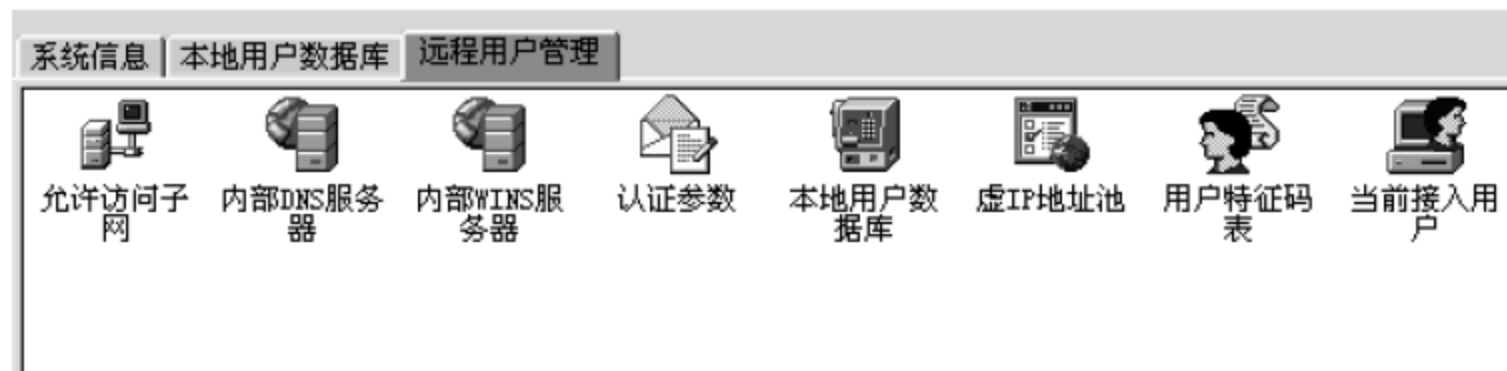 系统信息 本地用户数据库 远程用户管理
允许访问子网
内部DNS服务器
内部WINS服务器
认证参数
本地用户数据库
虚IP地址池
用户特征码表
当前接入用户